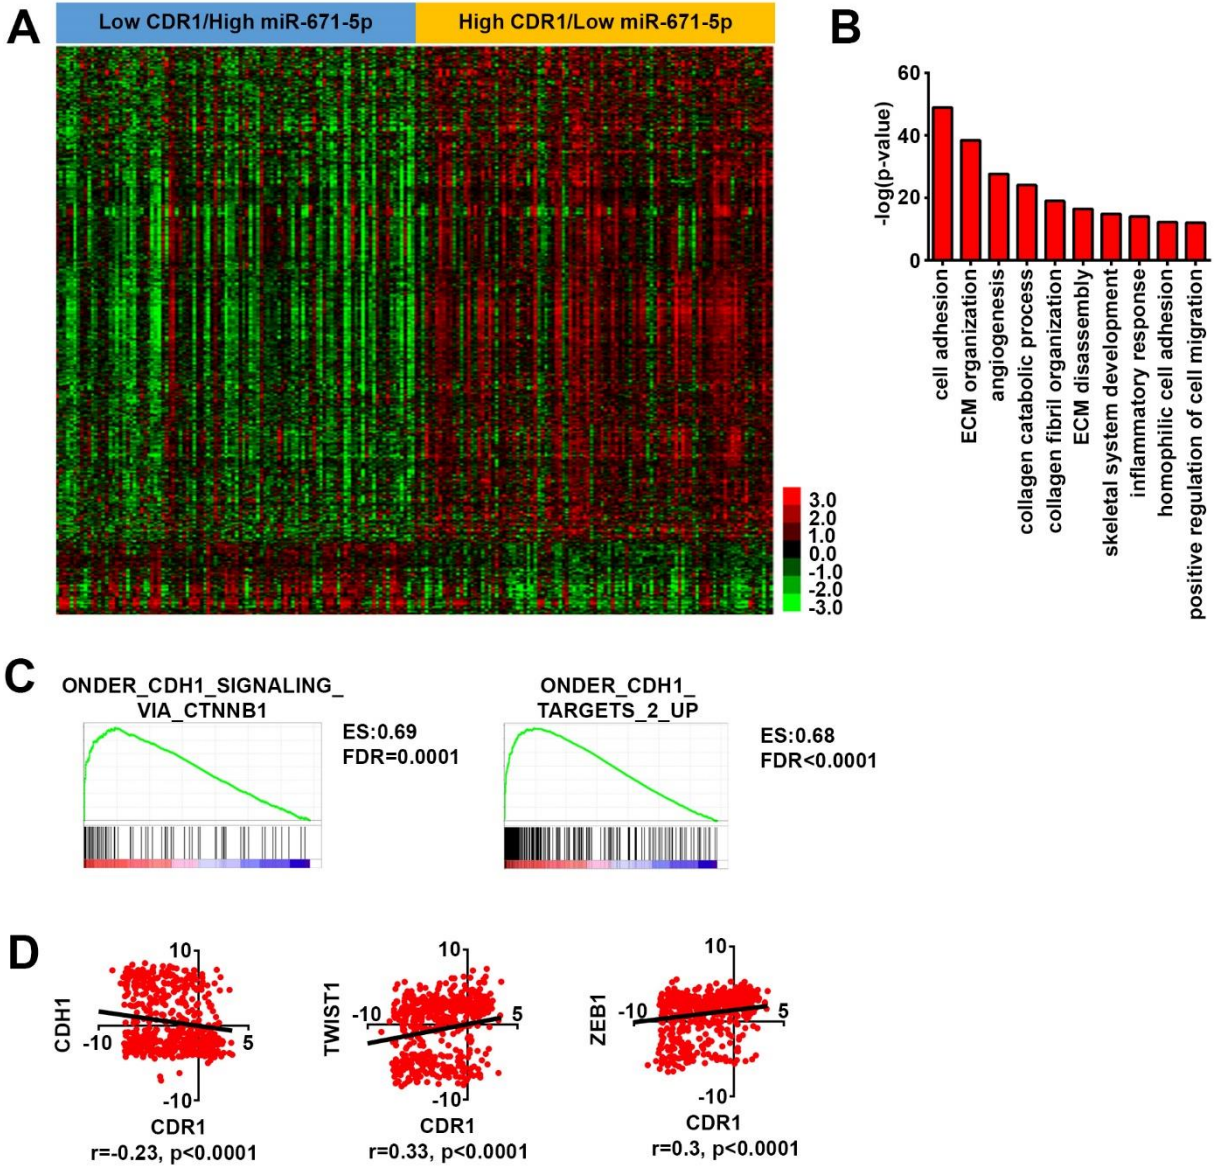 A
Low CDR1/High miR-671-5p
High CDR1/Low miR-671-5p
3.0
2.0
1.0
0.0
-1.0
-2.0
-3.0
B
-log(p-value)
60
40
20
0
cell adhesion
ECM organization
angiogenesis
collagen catabolic process
collagen fibril organization
ECM disassembly
skeletal system development
inflammatory response
homophilic cell adhesion
positive regulation of cell migration
C
ONDER_CDH1_SIGNALING_
VIA_CTNNB1
ES:0.69
FDR=0.0001
ONDER_CDH1_
TARGETS_2_UP
ES:0.68
FDR<0.0001
D
CDH1
10
-10
5
-10
CDR1
r=-0.23, p<0.0001
TWIST1
10
-10
5
-10
CDR1
r=0.33, p<0.0001
ZEB1
10
-10
5
-10
CDR1
r=0.3, p<0.0001